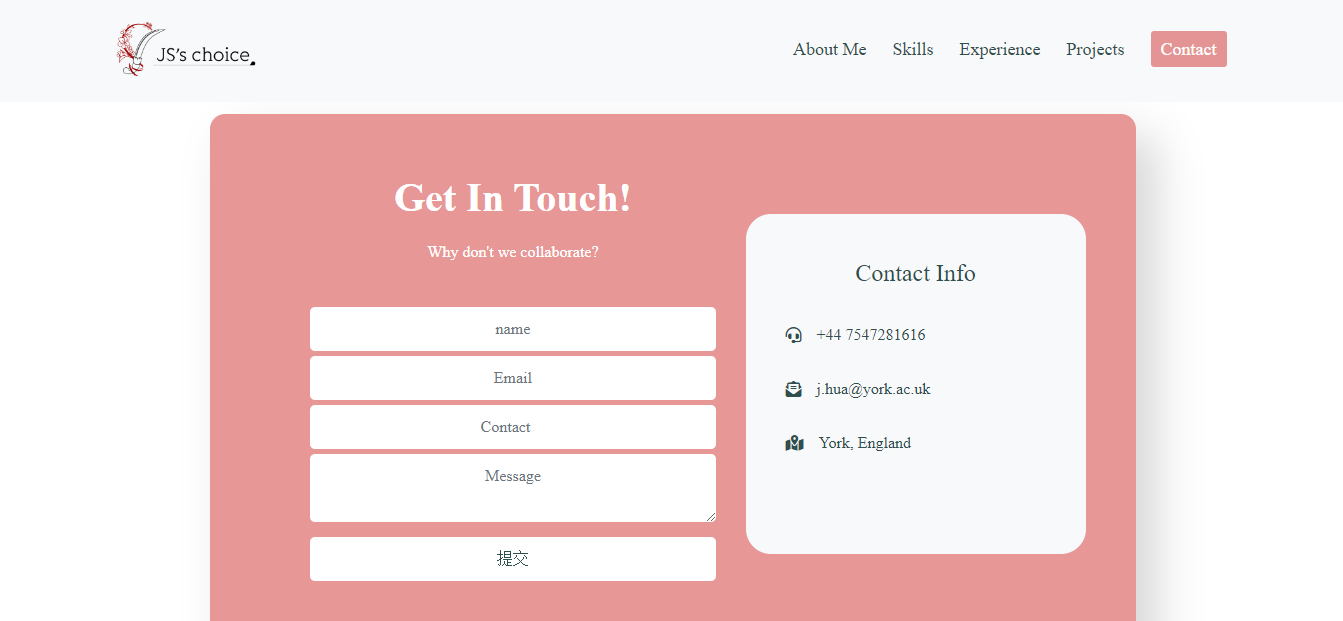 JS's choice
About Me
Skills
Experience
Projects
Contact
Get In Touch!
Why don't we collaborate?
name
Email
Contact
Message
提交
Contact Info
+44 7547281616
j.hua@york.ac.uk
York, England